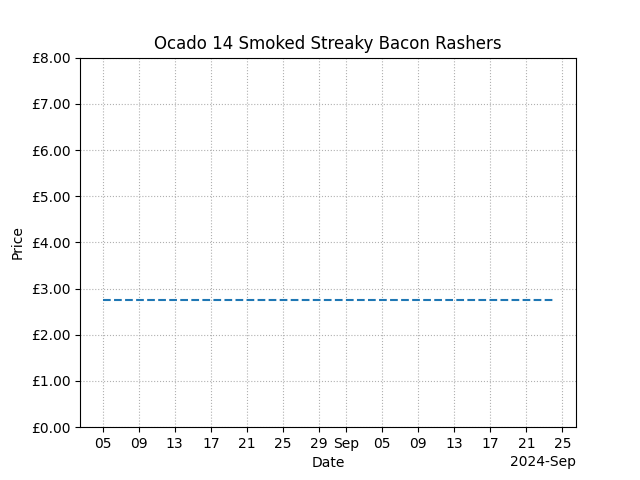 Ocado 14 Smoked Streaky Bacon Rashers
£8.00
£7.00
£6.00
£5.00
£4.00
£3.00
£2.00
£1.00
£0.00
Price
05 09 13 17 21 25 29 Sep 05 09 13 17 21 25
Date
2024-Sep